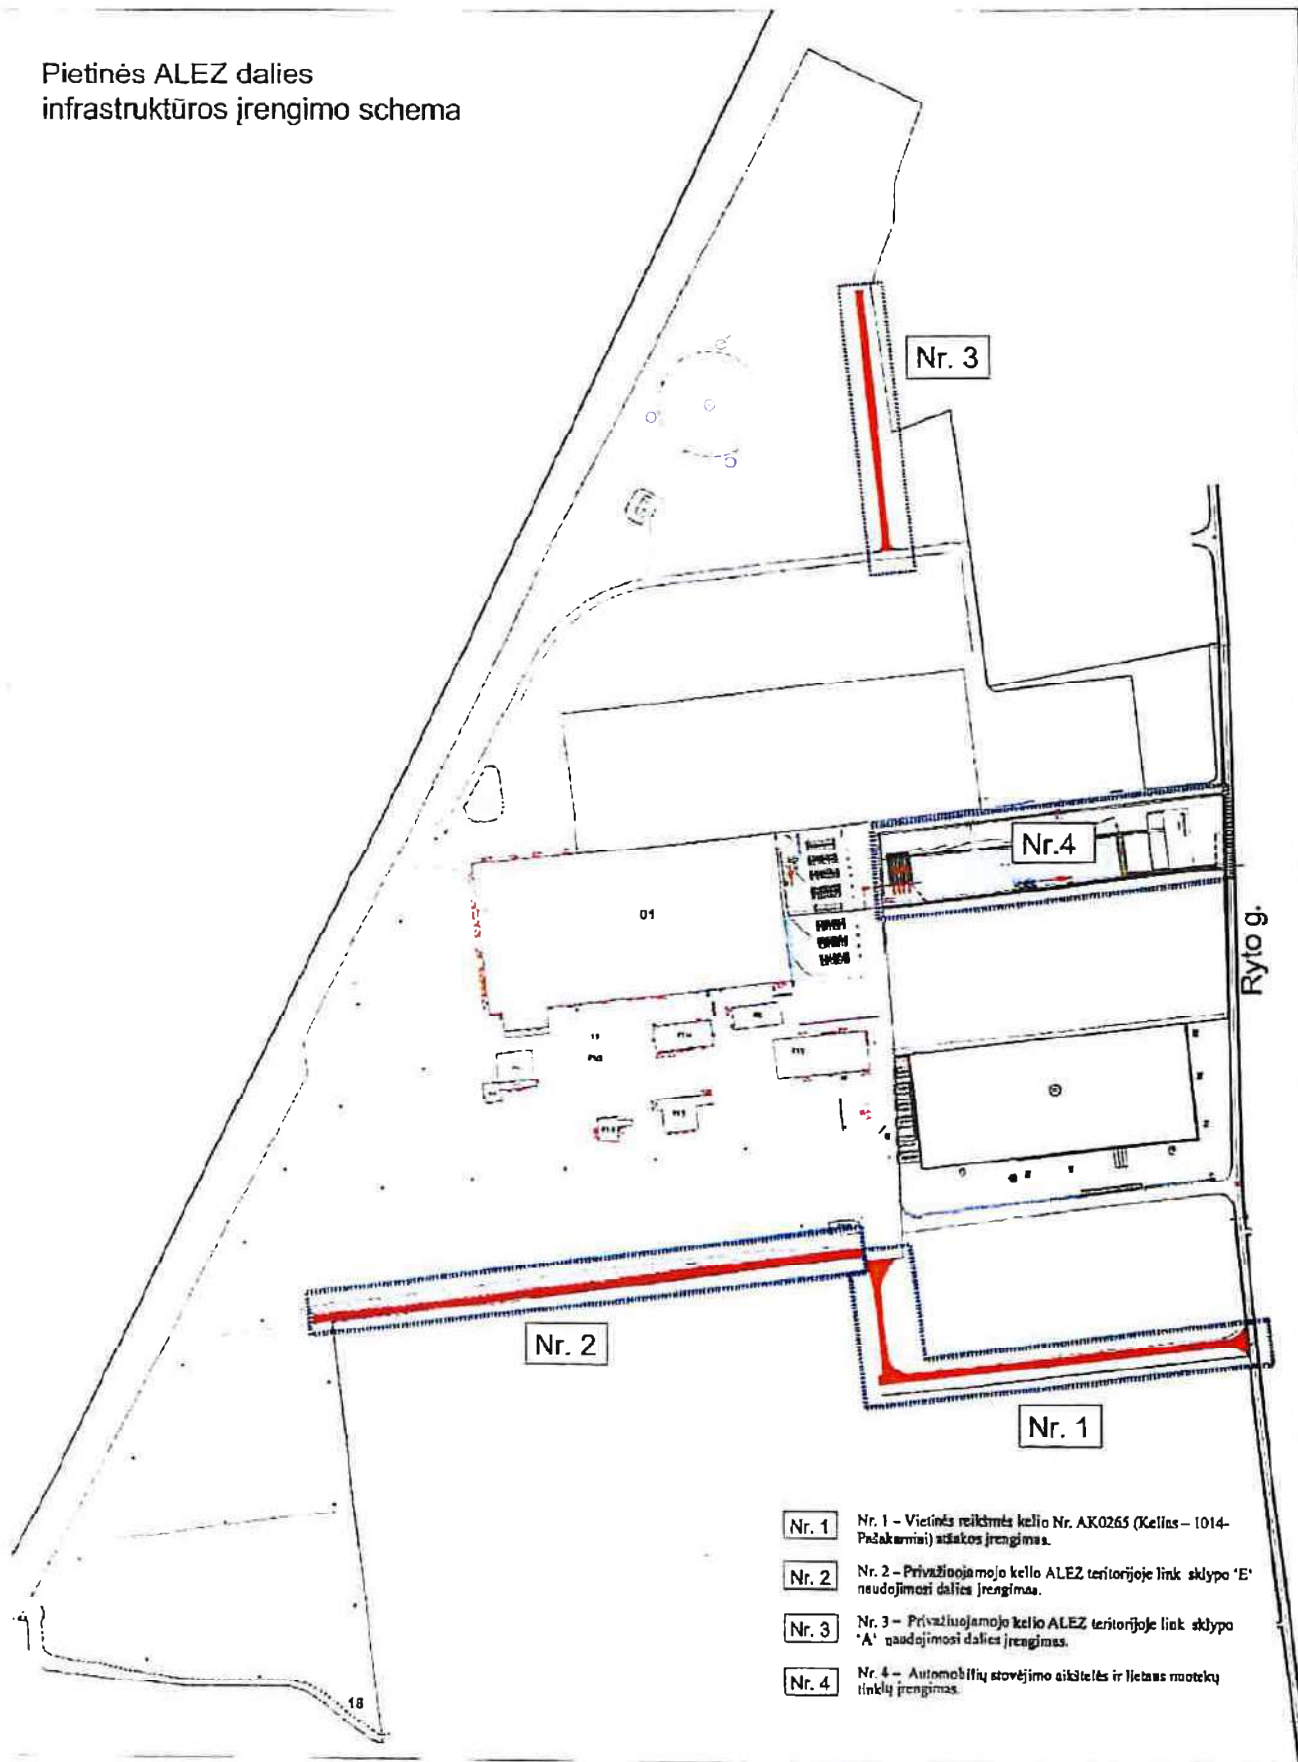 Pietinės ALEZ dalies
infrastruktūros įrengimo schema
Nr. 3
Nr.4
01
Ryto g.
Nr. 2
Nr. 1
18
Nr. 1
Nr. 1 – Vietinės reikšmės kelio Nr. AK0265 (Kelias – 1014-
Pašakarniai) atšakos įrengimas.
Nr. 2
Nr. 2 – Privažiuojamojo kelio ALEZ teritorijoje link sklypo 'E'
naudojimosi dalies įrengimas.
Nr. 3
Nr. 3 – Privažiuojamojo kelio ALEZ teritorijoje link sklypo
'A' naudojimosi dalies įrengimas.
Nr. 4
Nr. 4 – Automobilių stovėjimo aikštelės ir lietaus nuotekų
tinklų įrengimas.